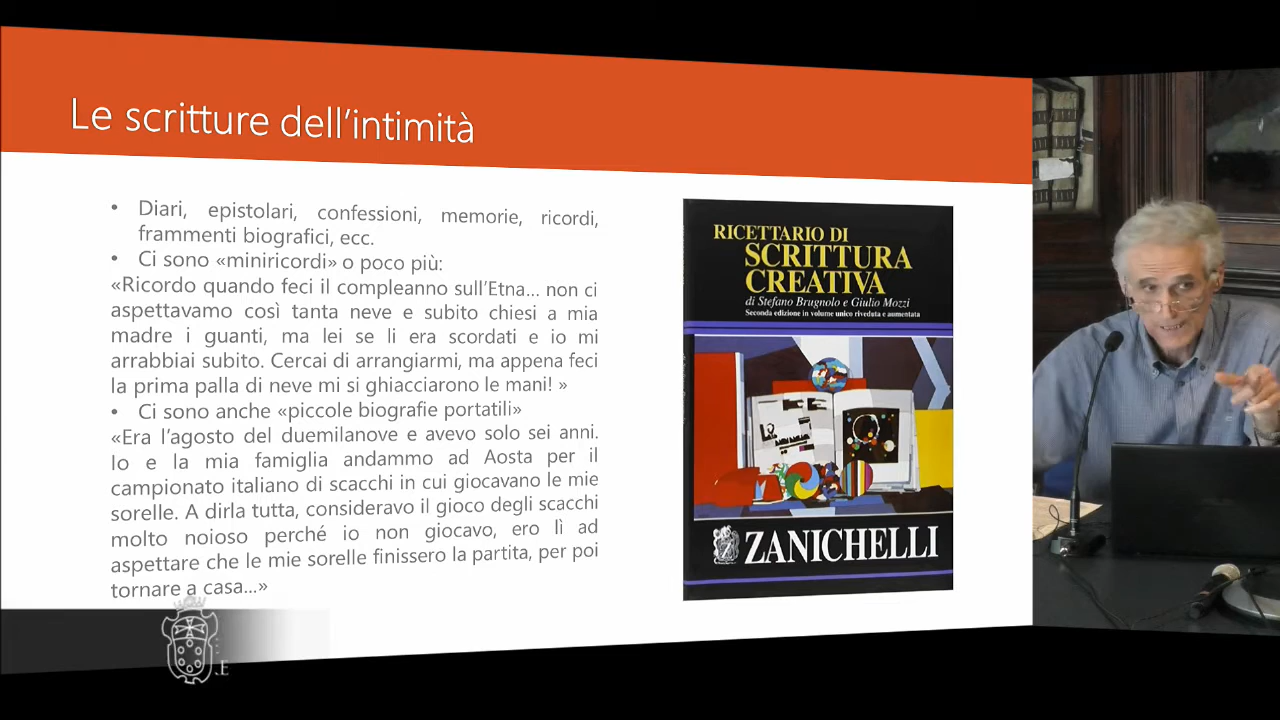 Le scritture dell'intimità
• Diari, epistolari, confessioni, memorie, ricordi,
frammenti biografici, ecc.
• Ci sono «miniricordi» o poco più:
«Ricordo quando feci il compleanno sull'Etna... non ci
aspettavamo così tanta neve e subito chiesi a mia
madre i guanti, ma lei se li era scordati e io mi
arrabbiai subito. Cercai di arrangiarmi, ma appena feci
la prima palla di neve mi si ghiacciarono le mani! »
• Ci sono anche «piccole biografie portatili»
«Era l'agosto del duemilanove e avevo solo sei anni.
Io e la mia famiglia andammo ad Aosta per il
campionato italiano di scacchi in cui giocavano le mie
sorelle. A dirla tutta, consideravo il gioco degli scacchi
molto noioso perché io non giocavo, ero lì ad
aspettare che le mie sorelle finissero la partita, per poi
tornare a casa...»
RICETTARIO DI
SCRITTURA
CREATIVA
di Stefano Brugnolo e Giulio Mozzi
Seconda edizione in volume unico riveduta e aumentata
ZANICHELLI
.E